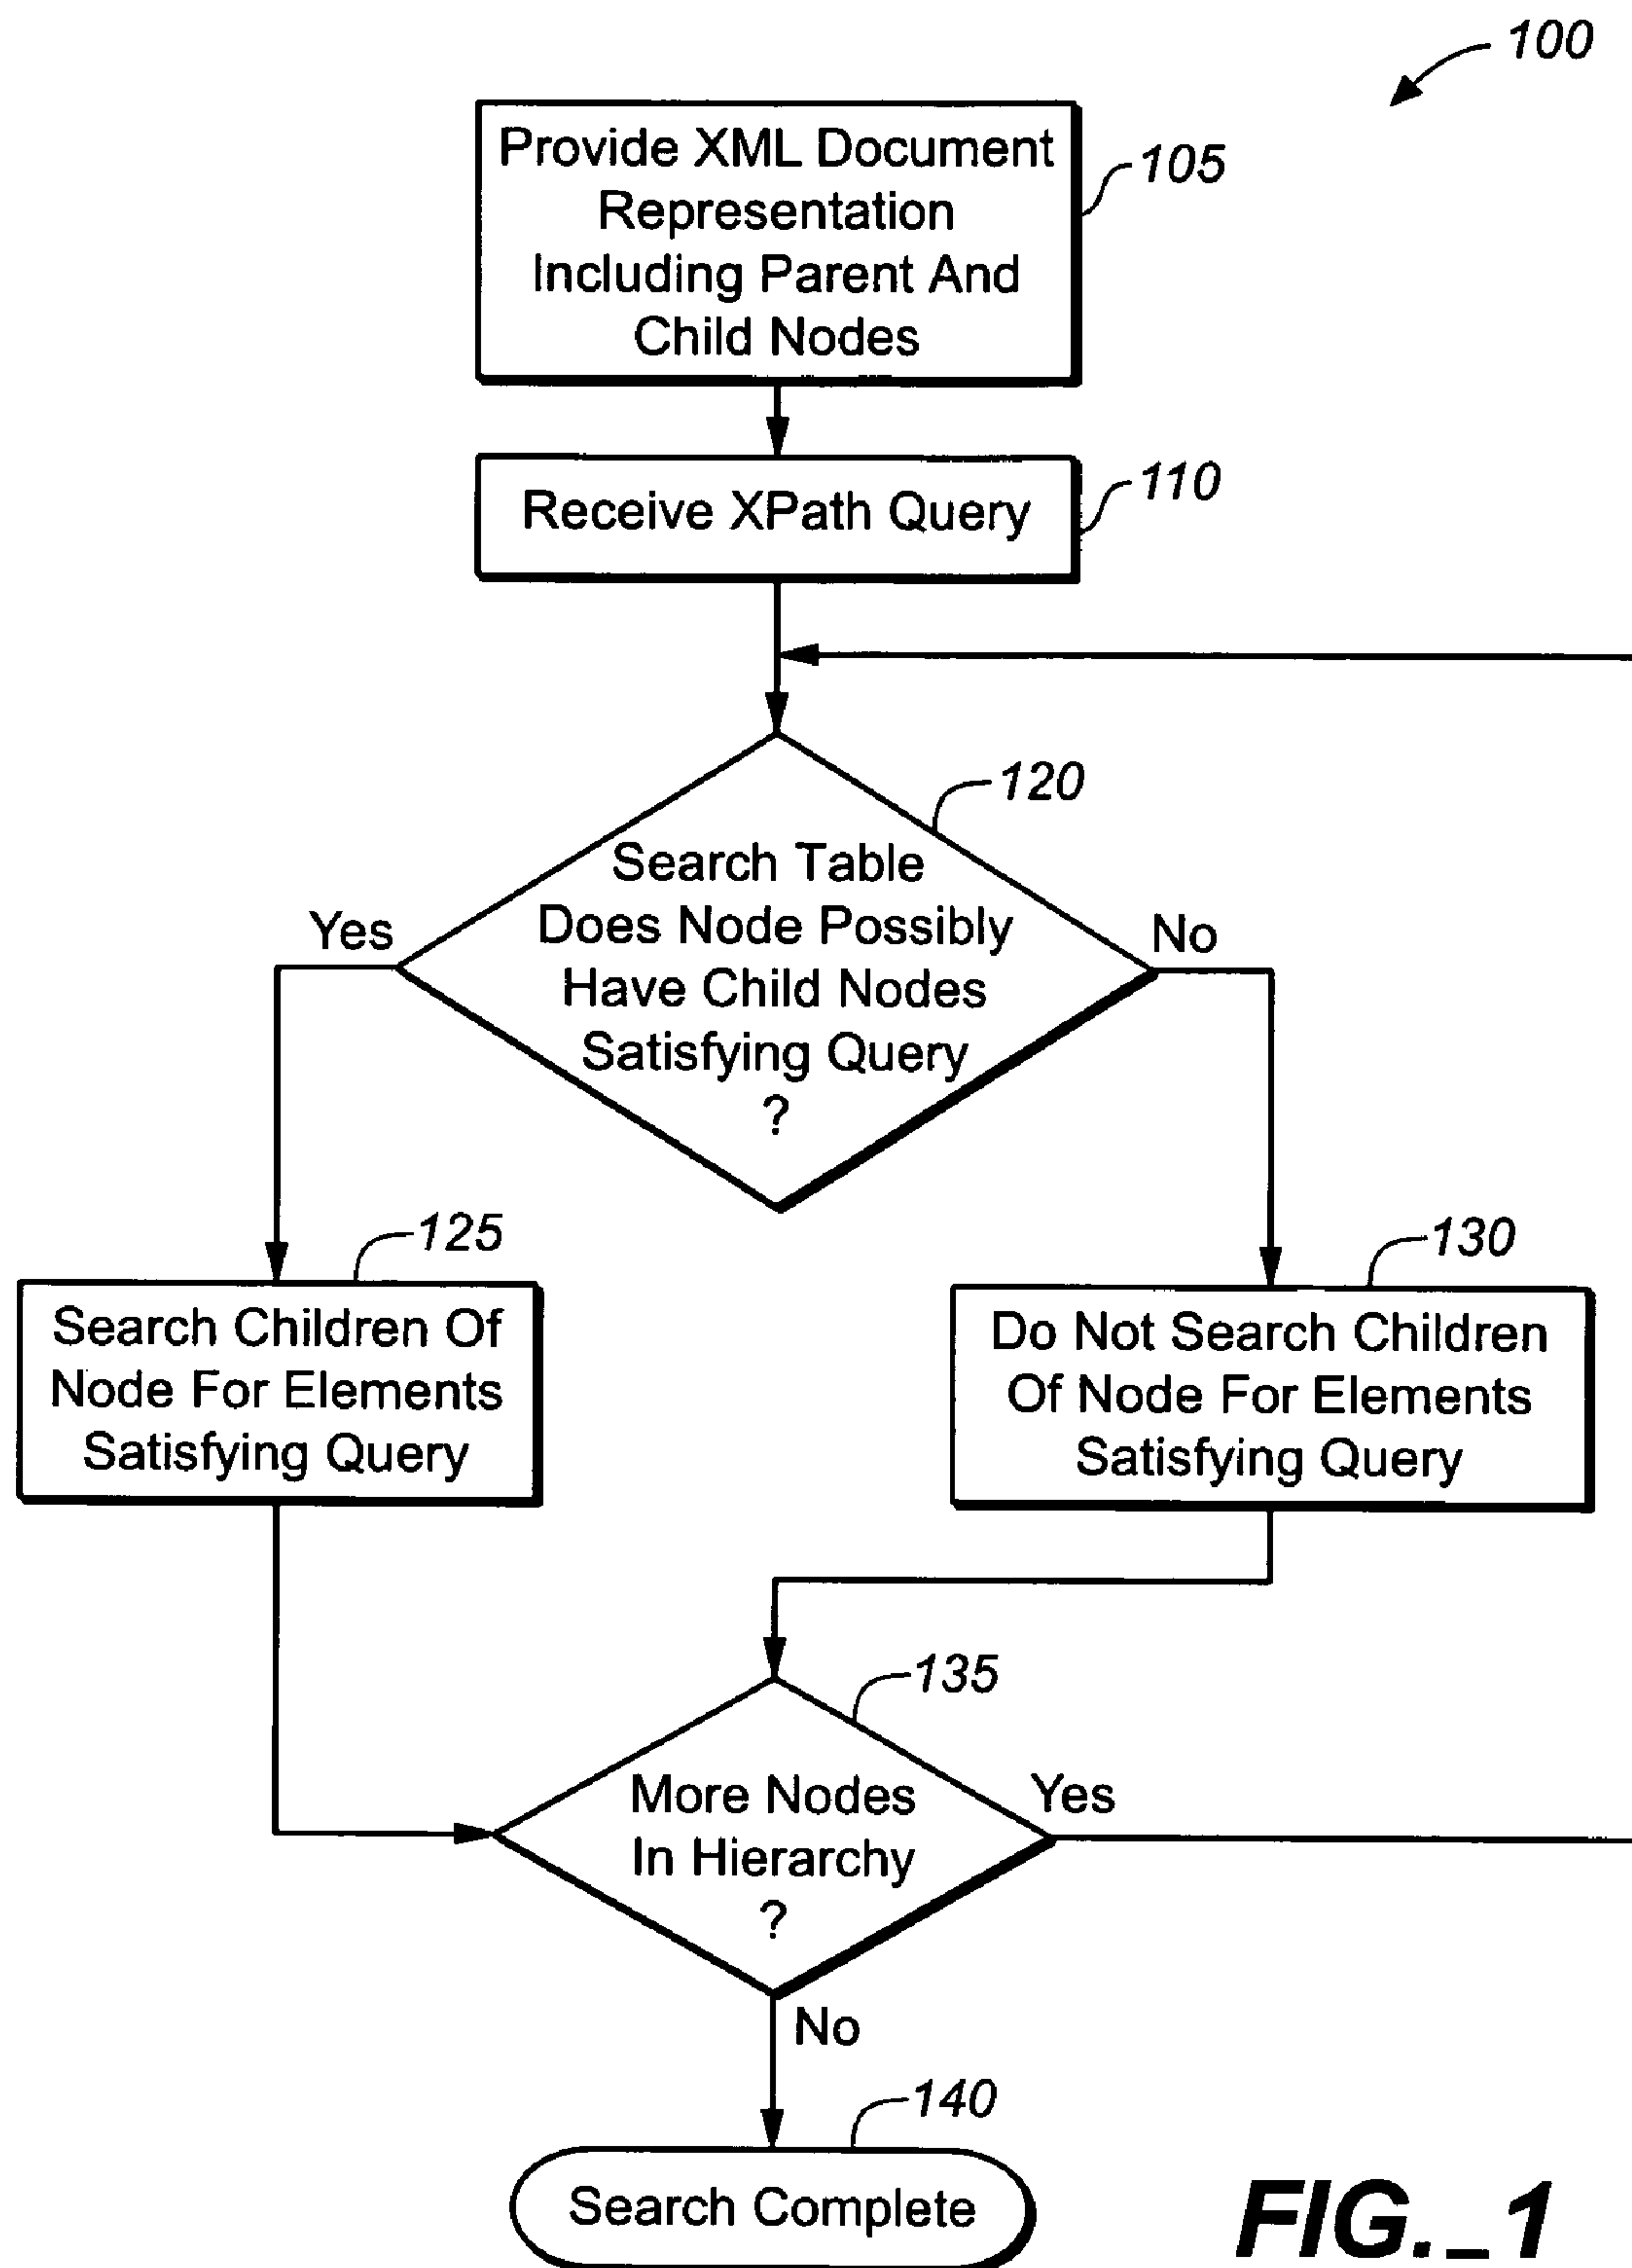 100
Provide XML Document
Representation
Including Parent And
Child Nodes
105
Receive XPath Query
110
120
Search Table
Does Node Possibly
Have Child Nodes
Satisfying Query
?
Yes
No
125
Search Children Of
Node For Elements
Satisfying Query
130
Do Not Search Children
Of Node For Elements
Satisfying Query
135
More Nodes
In Hierarchy
?
Yes
No
140
Search Complete
FIG._1